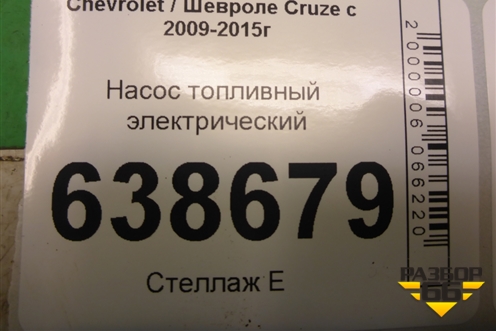 Chevrolet / Шевроле Cruze с
2009-2015г
Насос топливный
электрический
638679
Стеллаж Е
2000006066220
РАЗБОР
66